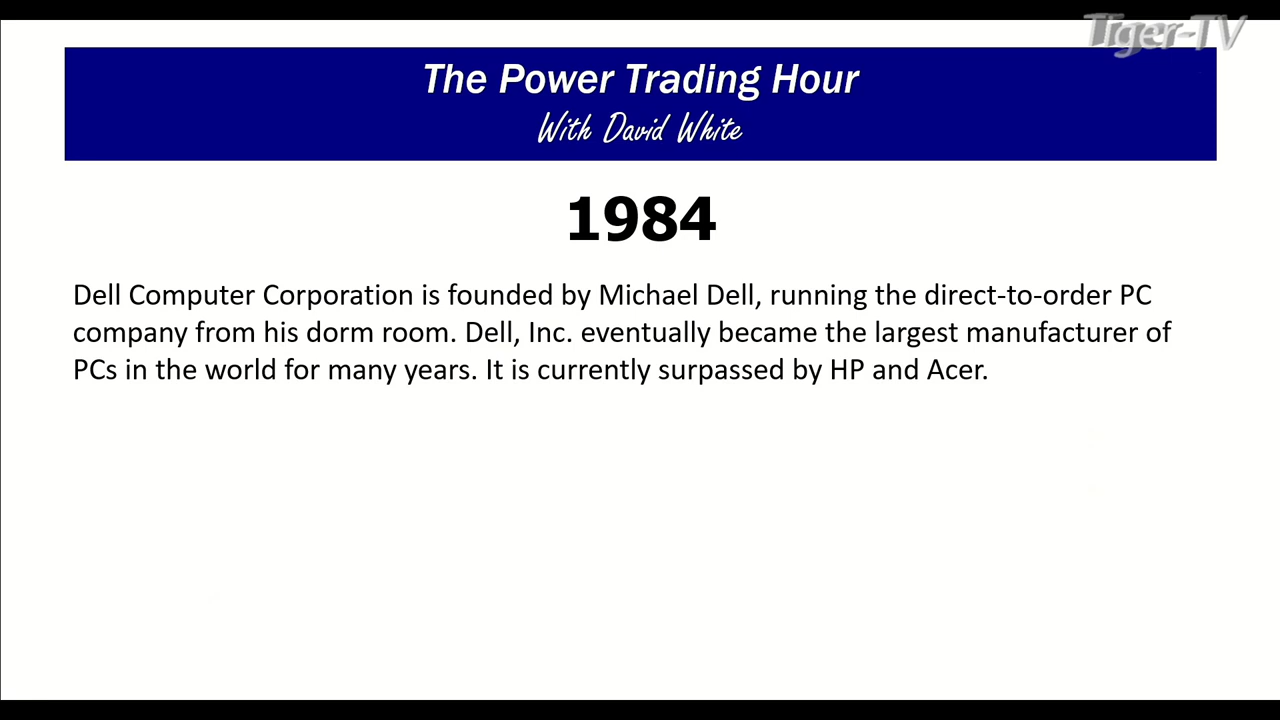 Tiger-TV
The Power Trading Hour
With David White
1984
Dell Computer Corporation is founded by Michael Dell, running the direct-to-order PC
company from his dorm room. Dell, Inc. eventually became the largest manufacturer of
PCs in the world for many years. It is currently surpassed by HP and Acer.